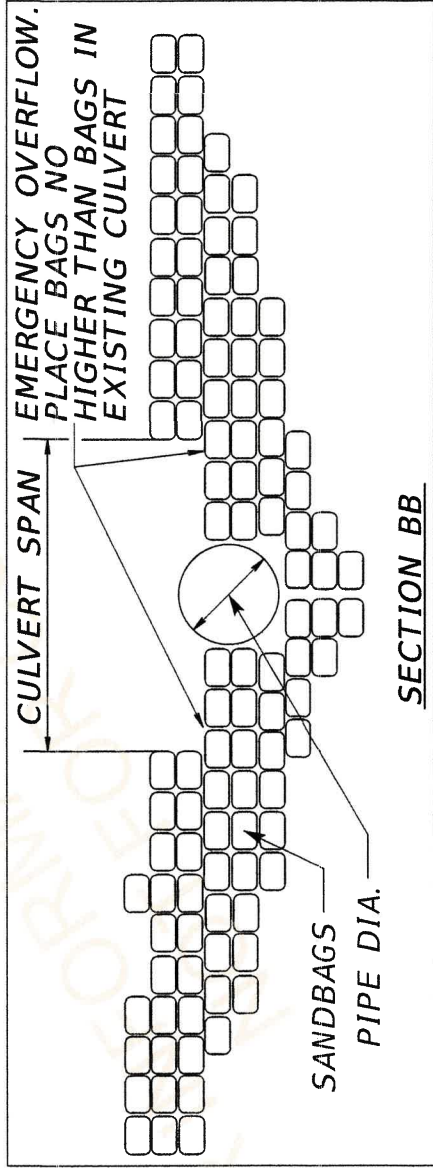 CULVERT SPAN
EMERGENCY OVERFLOW.
PLACE BAGS NO
HIGHER THAN BAGS IN
EXISTING CULVERT
SANDBAGS
PIPE DIA.
SECTION BB